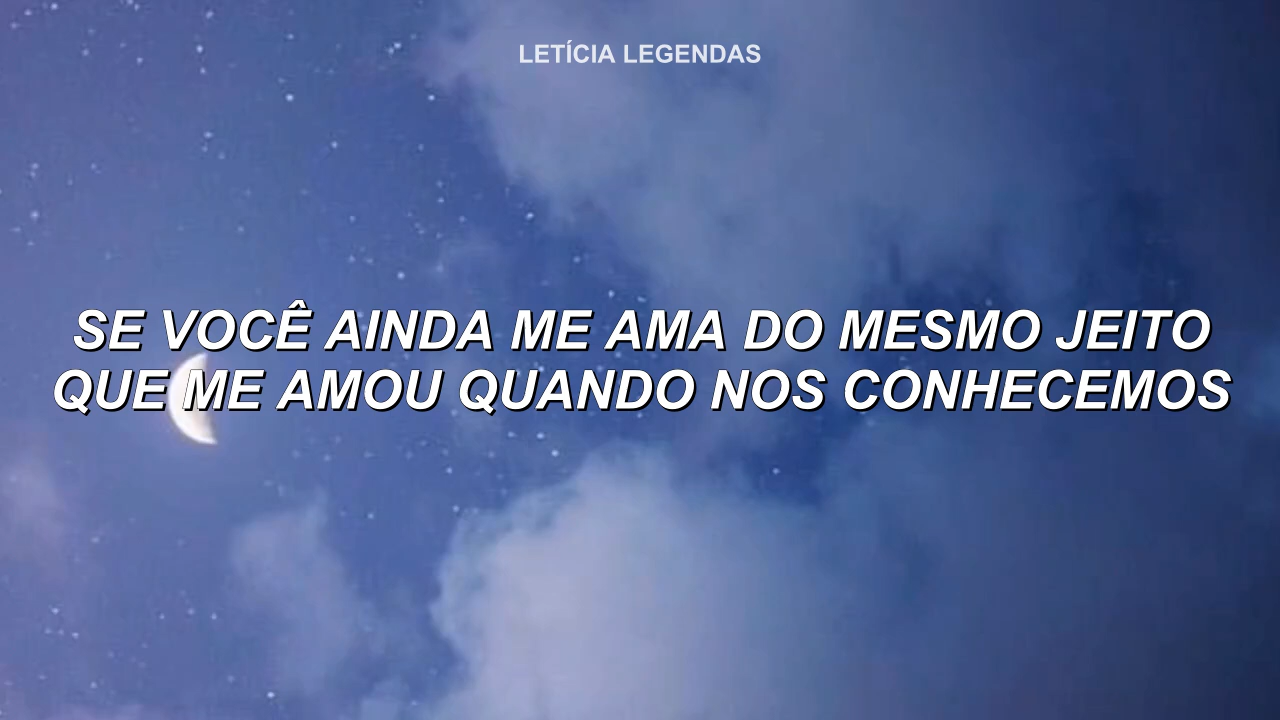 LETÍCIA LEGENDAS
SE VOCÊ AINDA ME AMA DO MESMO JEITO
QUE ME AMOU QUANDO NOS CONHECEMOS